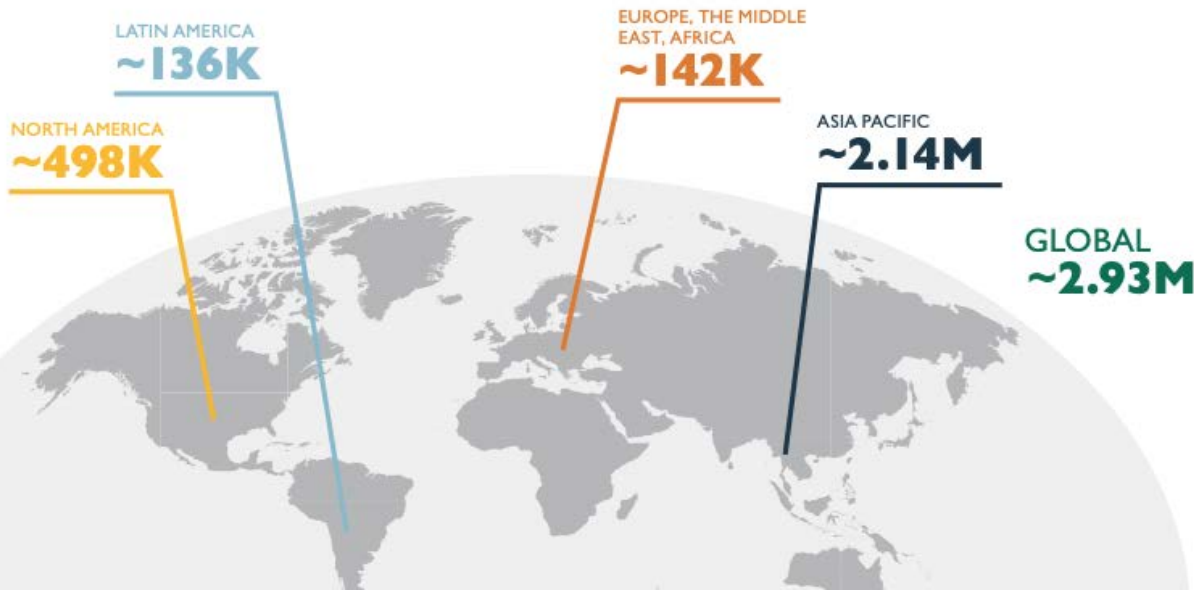 LATIN AMERICA
~136K
EUROPE, THE MIDDLE
EAST, AFRICA
~142K
NORTH AMERICA
~498K
ASIA PACIFIC
~2.14M
GLOBAL
~2.93M